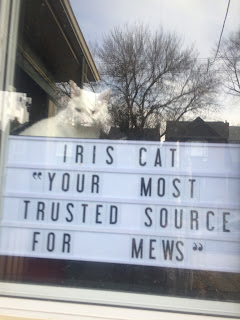 IRIS CAT
"YOUR MOST
TRUSTED SOURCE
FOR MEWS"